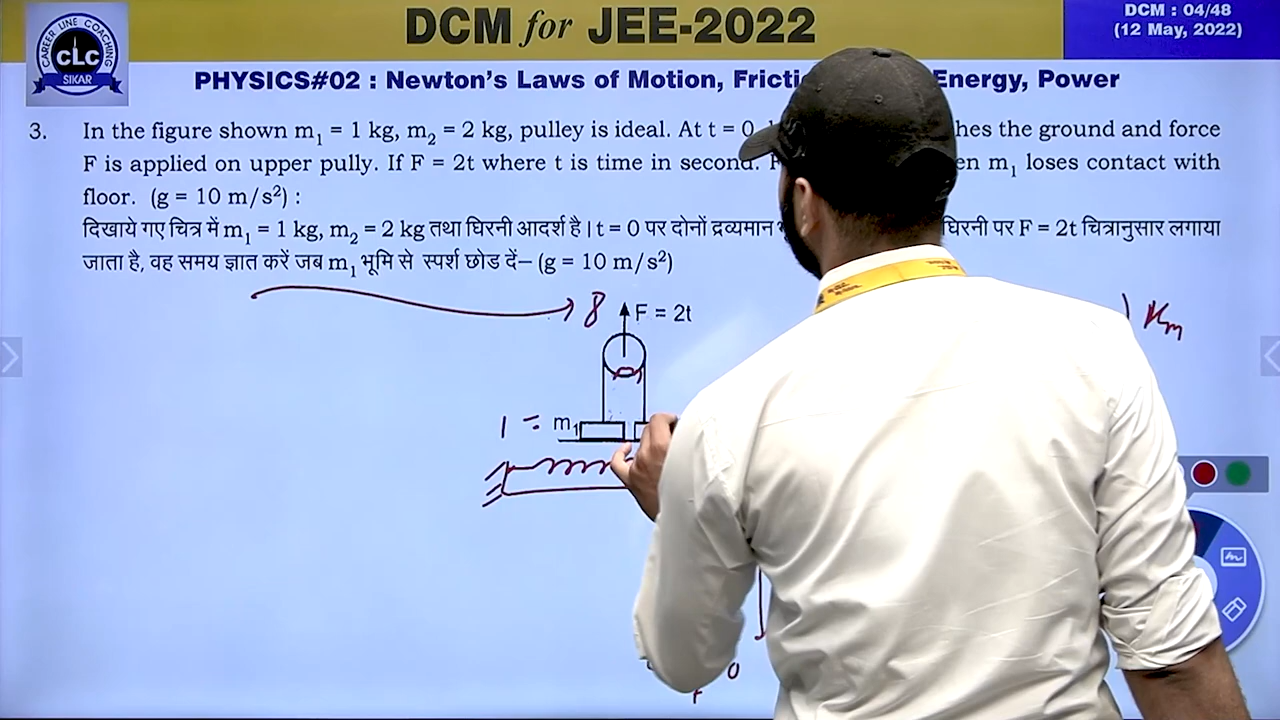 DCM for JEE-2022
DCM : 04/48
(12 May, 2022)
CAREER LINE COACHING
CLC
SIKAR
PHYSICS#02 : Newton's Laws of Motion, Energy, Power
3. In the figure shown m₁ = 1 kg, m₂ = 2 kg, pulley is ideal. At t = 0 the ground and force
F is applied on upper pully. If F = 2t where t is time in second. m₁ loses contact with
floor. (g = 10 m/s²) :
दिखाये गए चित्र में m₁ = 1 kg, m₂ = 2 kg तथा घिरनी आदर्श है। t = 0 पर दोनों द्रव्यमान घिरनी पर F = 2t चित्रानुसार लगाया
जाता है, वह समय ज्ञात करें जब m₁ भूमि से स्पर्श छोड दें– (g = 10 m/s²)
8
F = 2t
Km
1 =
m₁
0